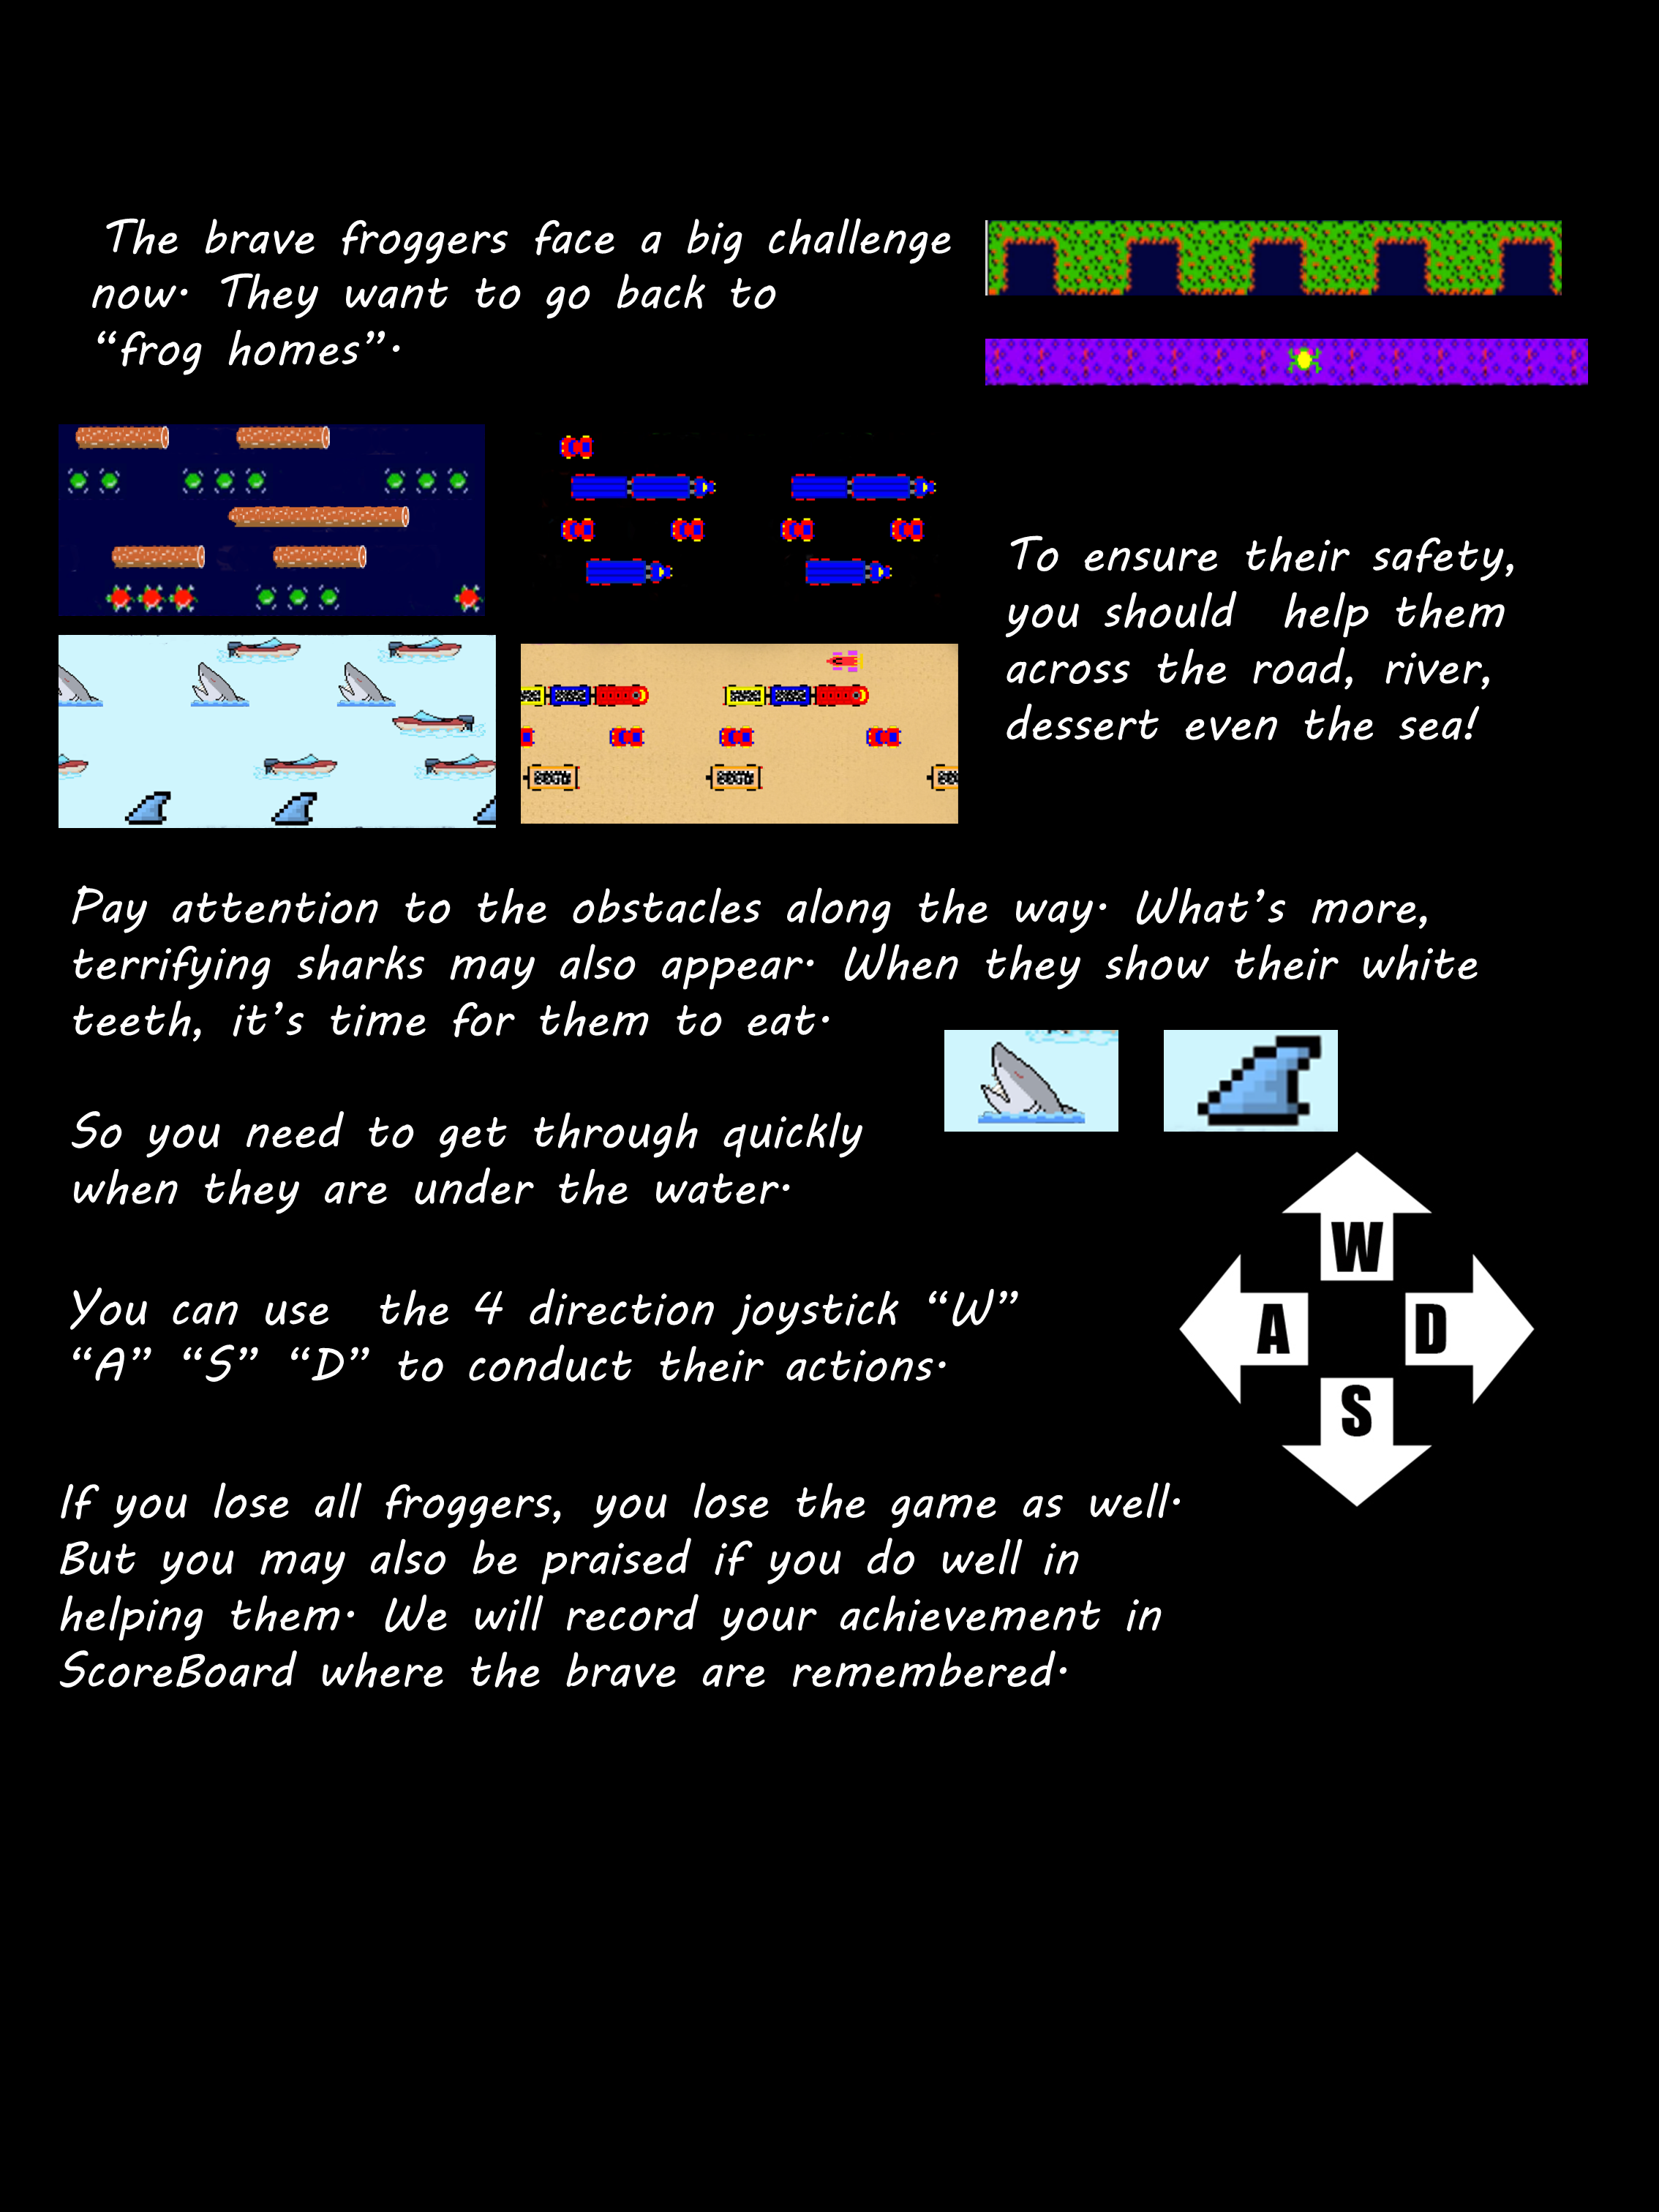 The brave froggers face a big challenge
now. They want to go back to
“frog homes”.
To ensure their safety,
you should help them
across the road, river,
dessert even the sea!
Pay attention to the obstacles along the way. What’s more,
terrifying sharks may also appear. When they show their white
teeth, it’s time for them to eat.
So you need to get through quickly
when they are under the water.
You can use the 4 direction joystick “W”
“A” “S” “D” to conduct their actions.
W
A D
S
If you lose all froggers, you lose the game as well.
But you may also be praised if you do well in
helping them. We will record your achievement in
ScoreBoard where the brave are remembered.